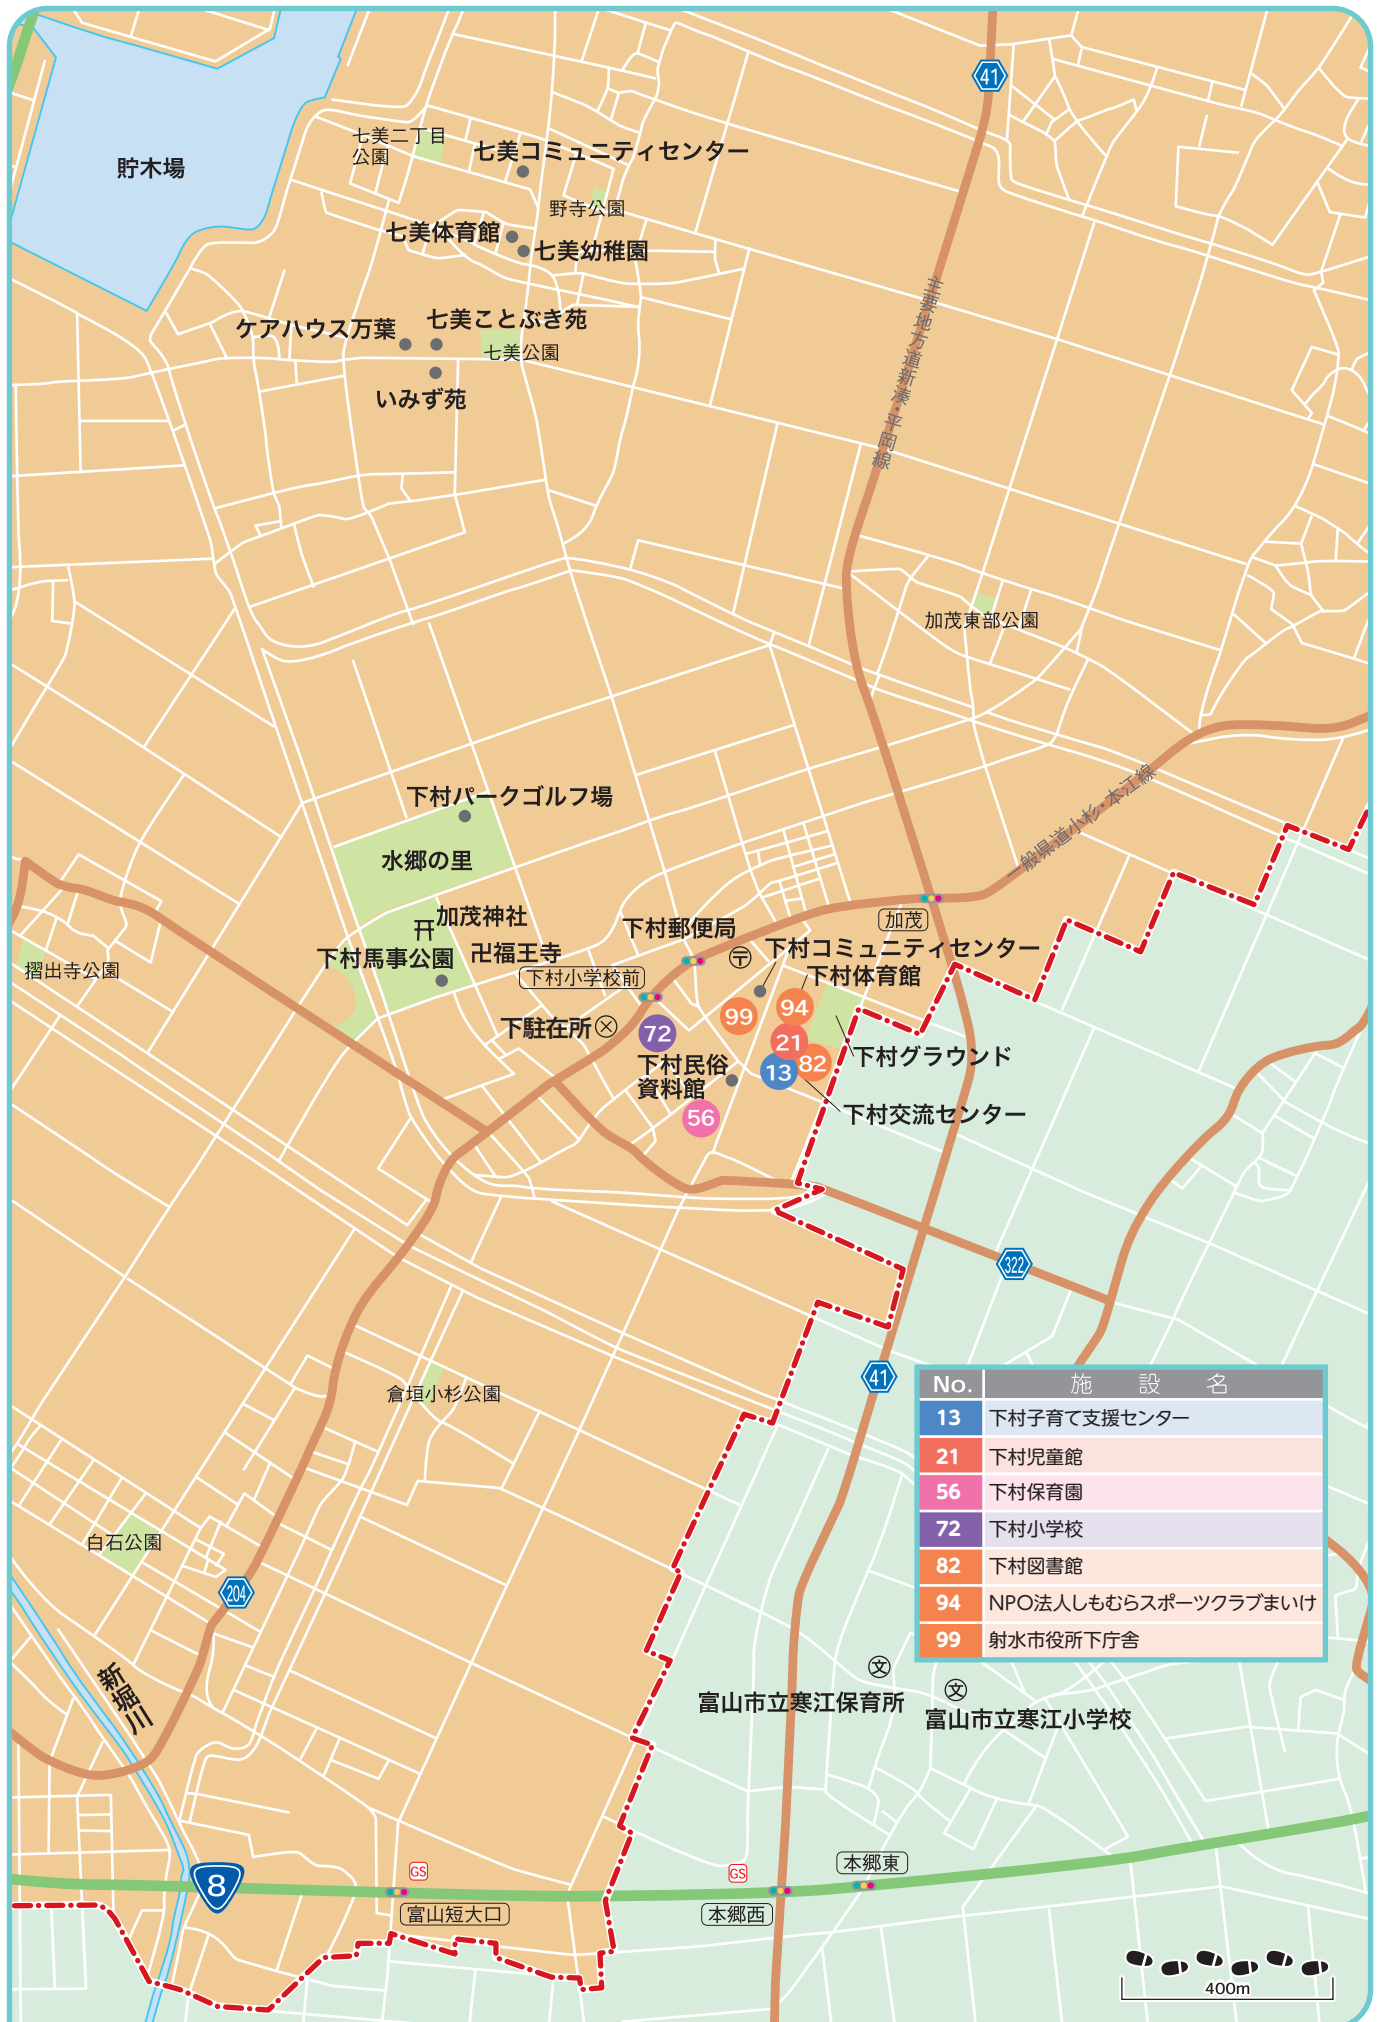 41
七美二丁目
公園
七美コミュニティセンター
貯木場
野寺公園
七美体育館
七美幼稚園
主要地方道新湊・平岡線
七美ことぶき苑
ケアハウス万葉
七美公園
いみず苑
加茂東部公園
一般県道小杉・本江線
下村パークゴルフ場
水郷の里
加茂神社
下村郵便局
加茂
〒
下村コミュニティセンター
卍福王寺
下村馬事公園
摺出寺公園
下村小学校前
下村体育館
94
99
下駐在所
72
21
下村グラウンド
82
13
下村民俗
資料館
56
下村交流センター
322
41
倉垣小杉公園
No. 施設名
13 下村子育て支援センター
21 下村児童館
56 下村保育園
72 下村小学校
82 下村図書館
94 NPO法人しもむらスポーツクラブまいけ
99 射水市役所下庁舎
白石公園
204
新堀川
文
富山市立寒江保育所
文
富山市立寒江小学校
本郷東
GS
GS
8
富山短大口
本郷西
400m